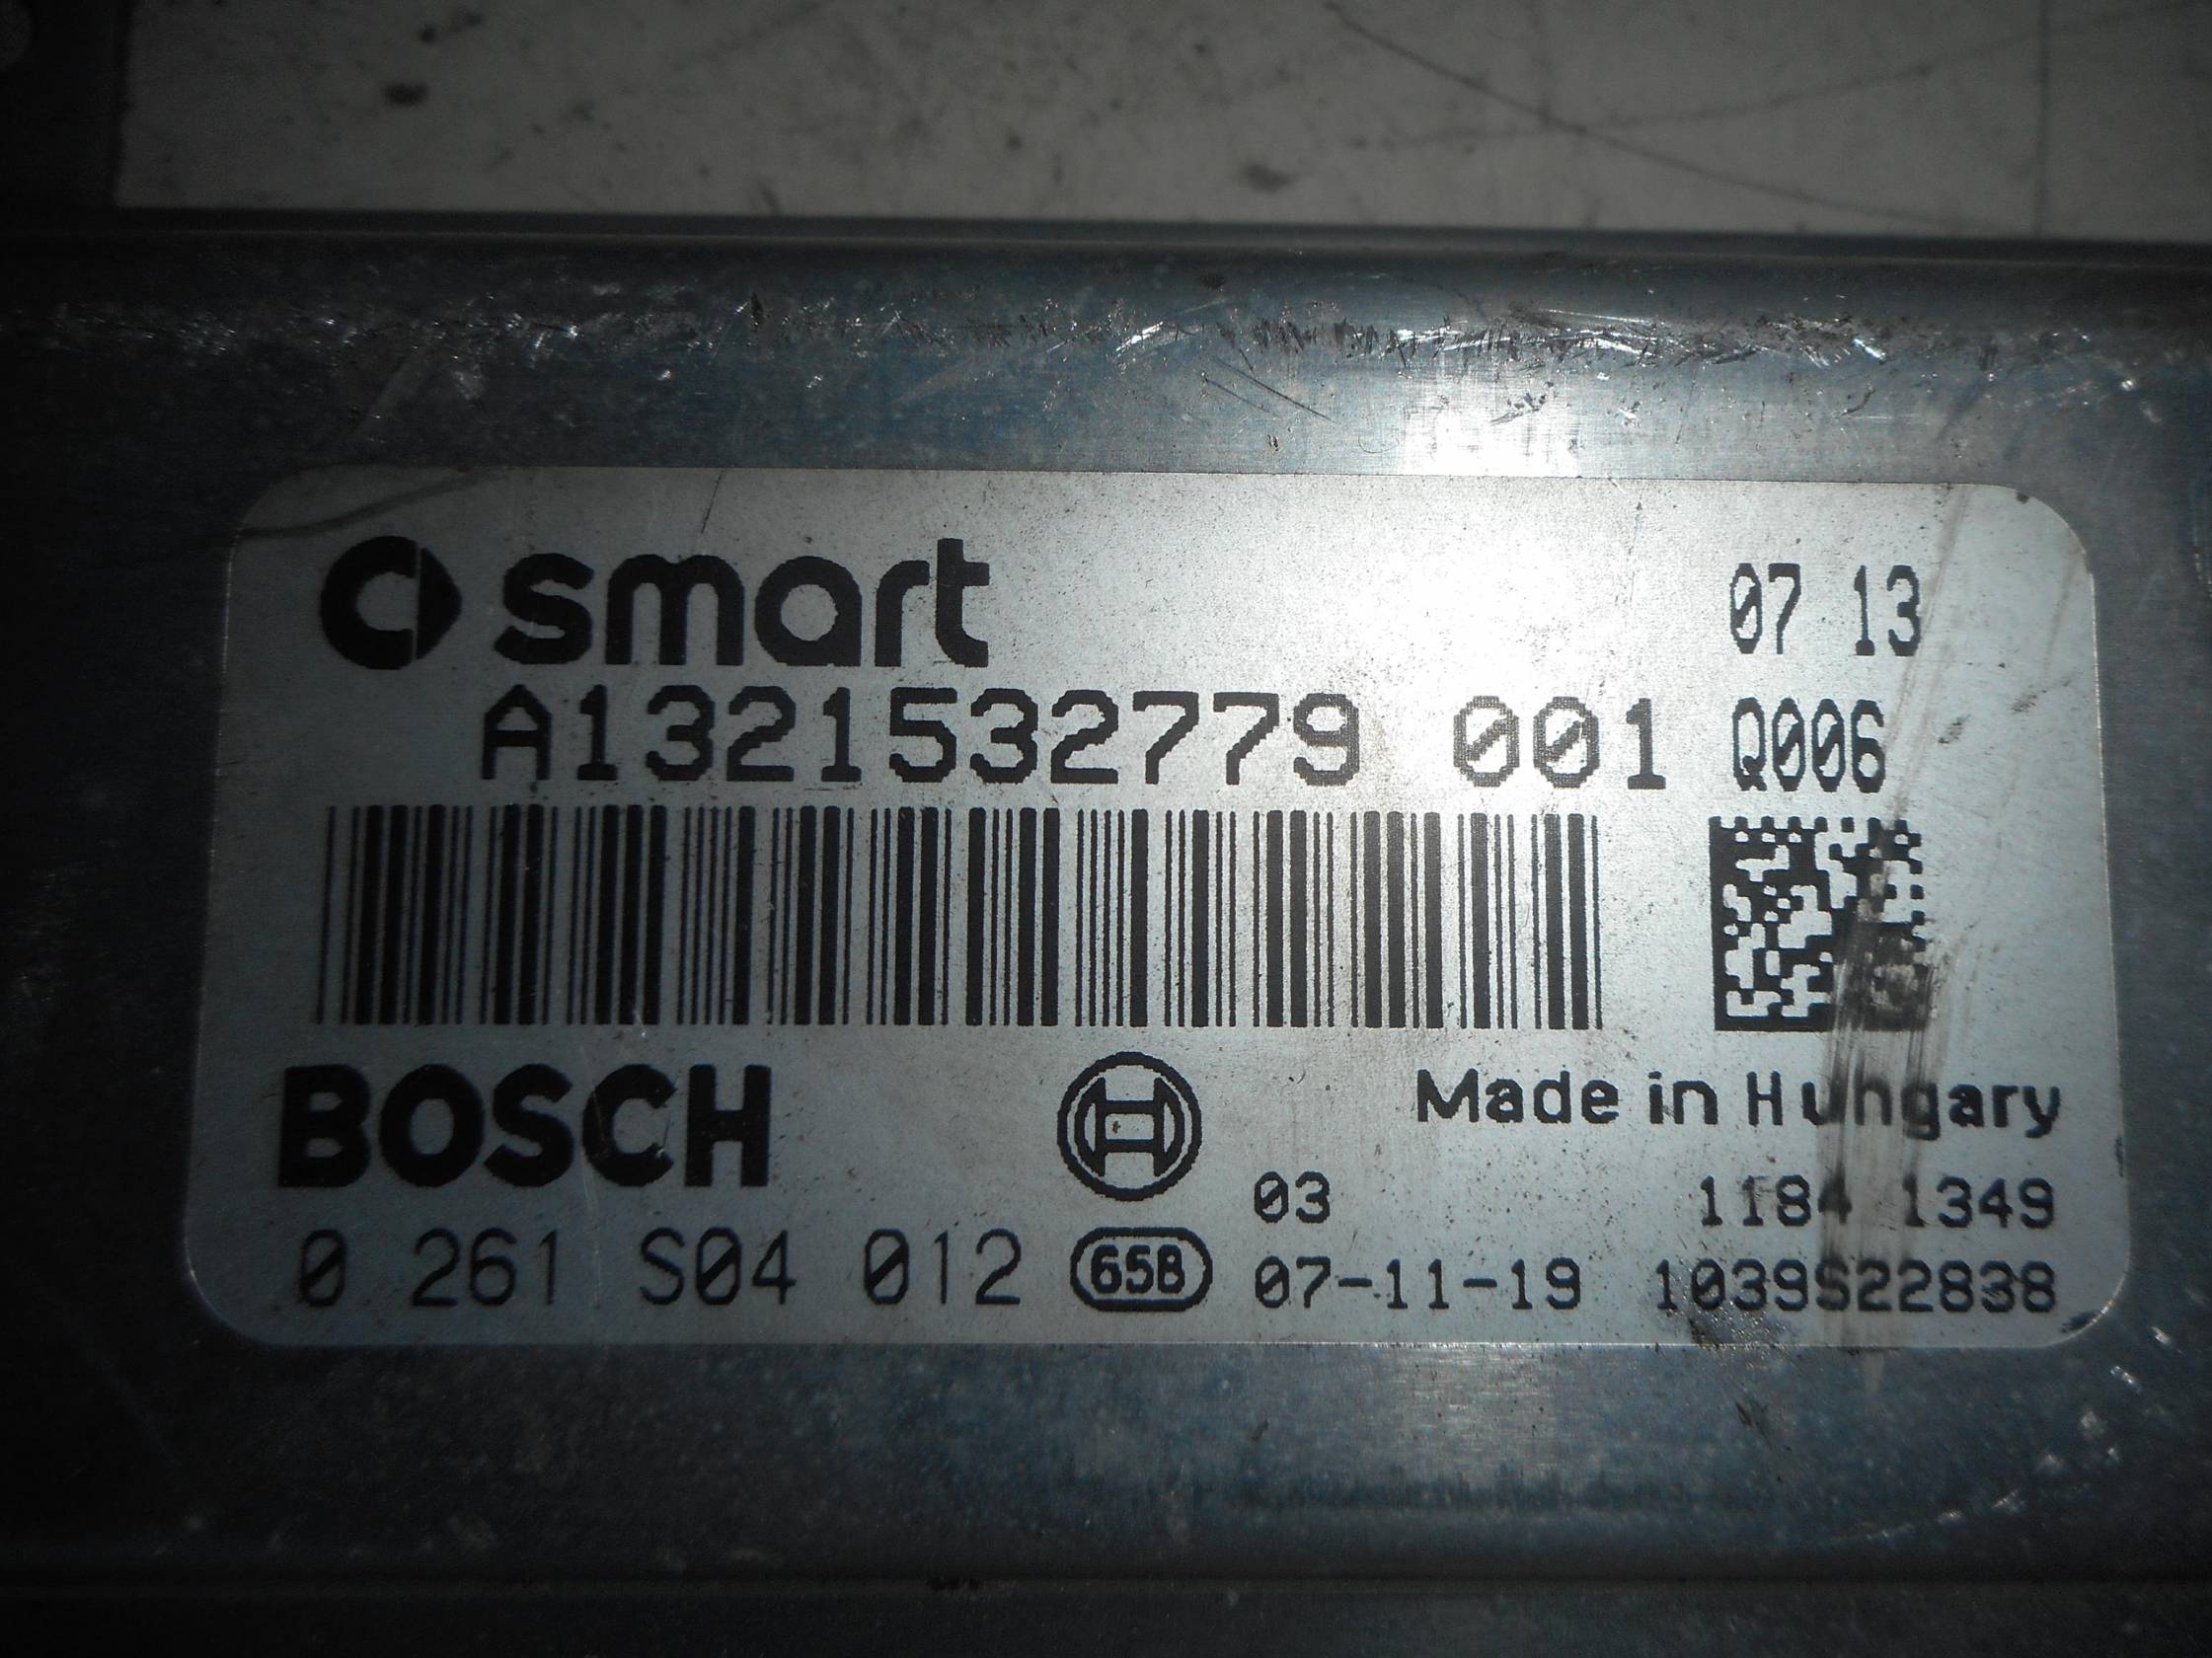 smart 07 13
A1321532779 001 Q006
BOSCH Made in Hungary
03 1184 1349
0 261 S04 012 65B 07-11-19 1039S22838